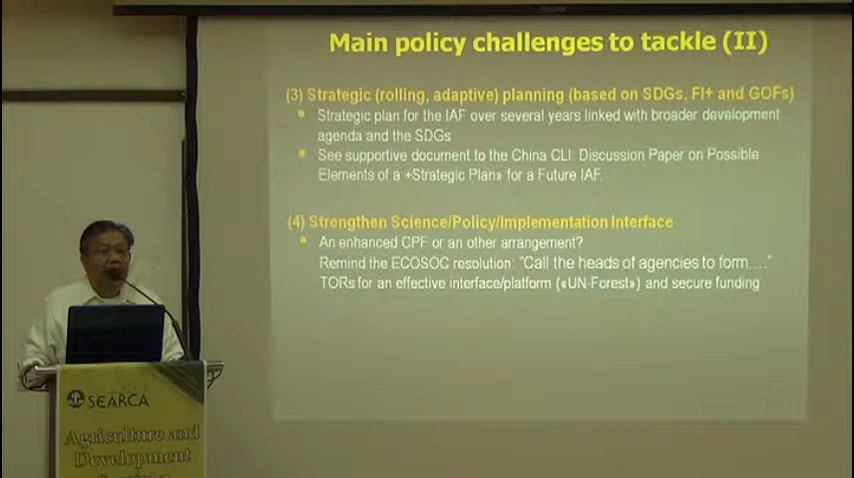 Main policy challenges to tackle (II)
(3) Strategic (rolling, adaptive) planning (based on SDGs, FI+ and GOFs)
Strategic plan for the IAF over several years linked with broader development
agenda and the SDGs
See supportive document to the China CLI: Discussion Paper on Possible
Elements of a +Strategic Plan» for a Future IAF.
(4) Strengthen Science/Policy/Implementation Interface
An enhanced CPF or an other arrangement?
Remind the ECOSOC resolution: "Call the heads of agencies to form…."
TORs for an effective interface/platform («UN-Forest») and secure funding
SEARCA
Agriculture and
Development